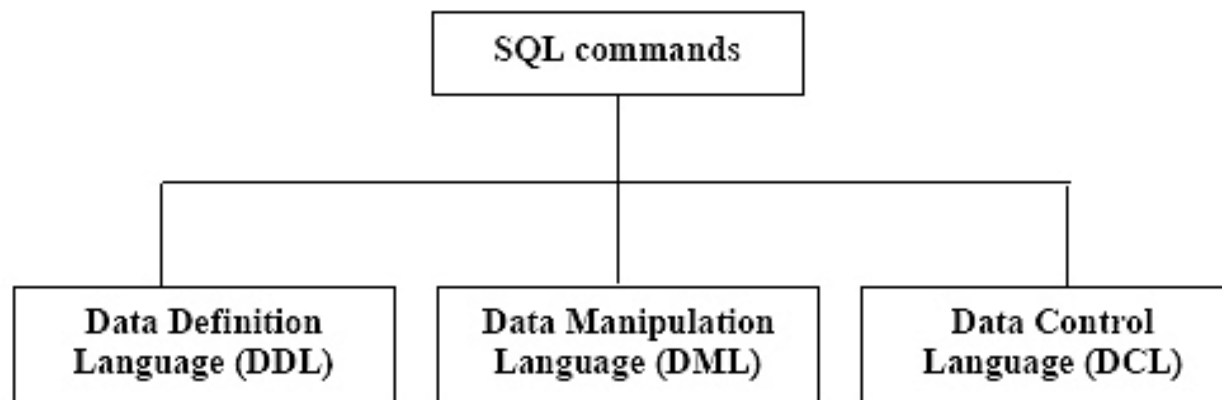 SQL commands
Data Definition
Language (DDL)
Data Manipulation
Language (DML)
Data Control
Language (DCL)